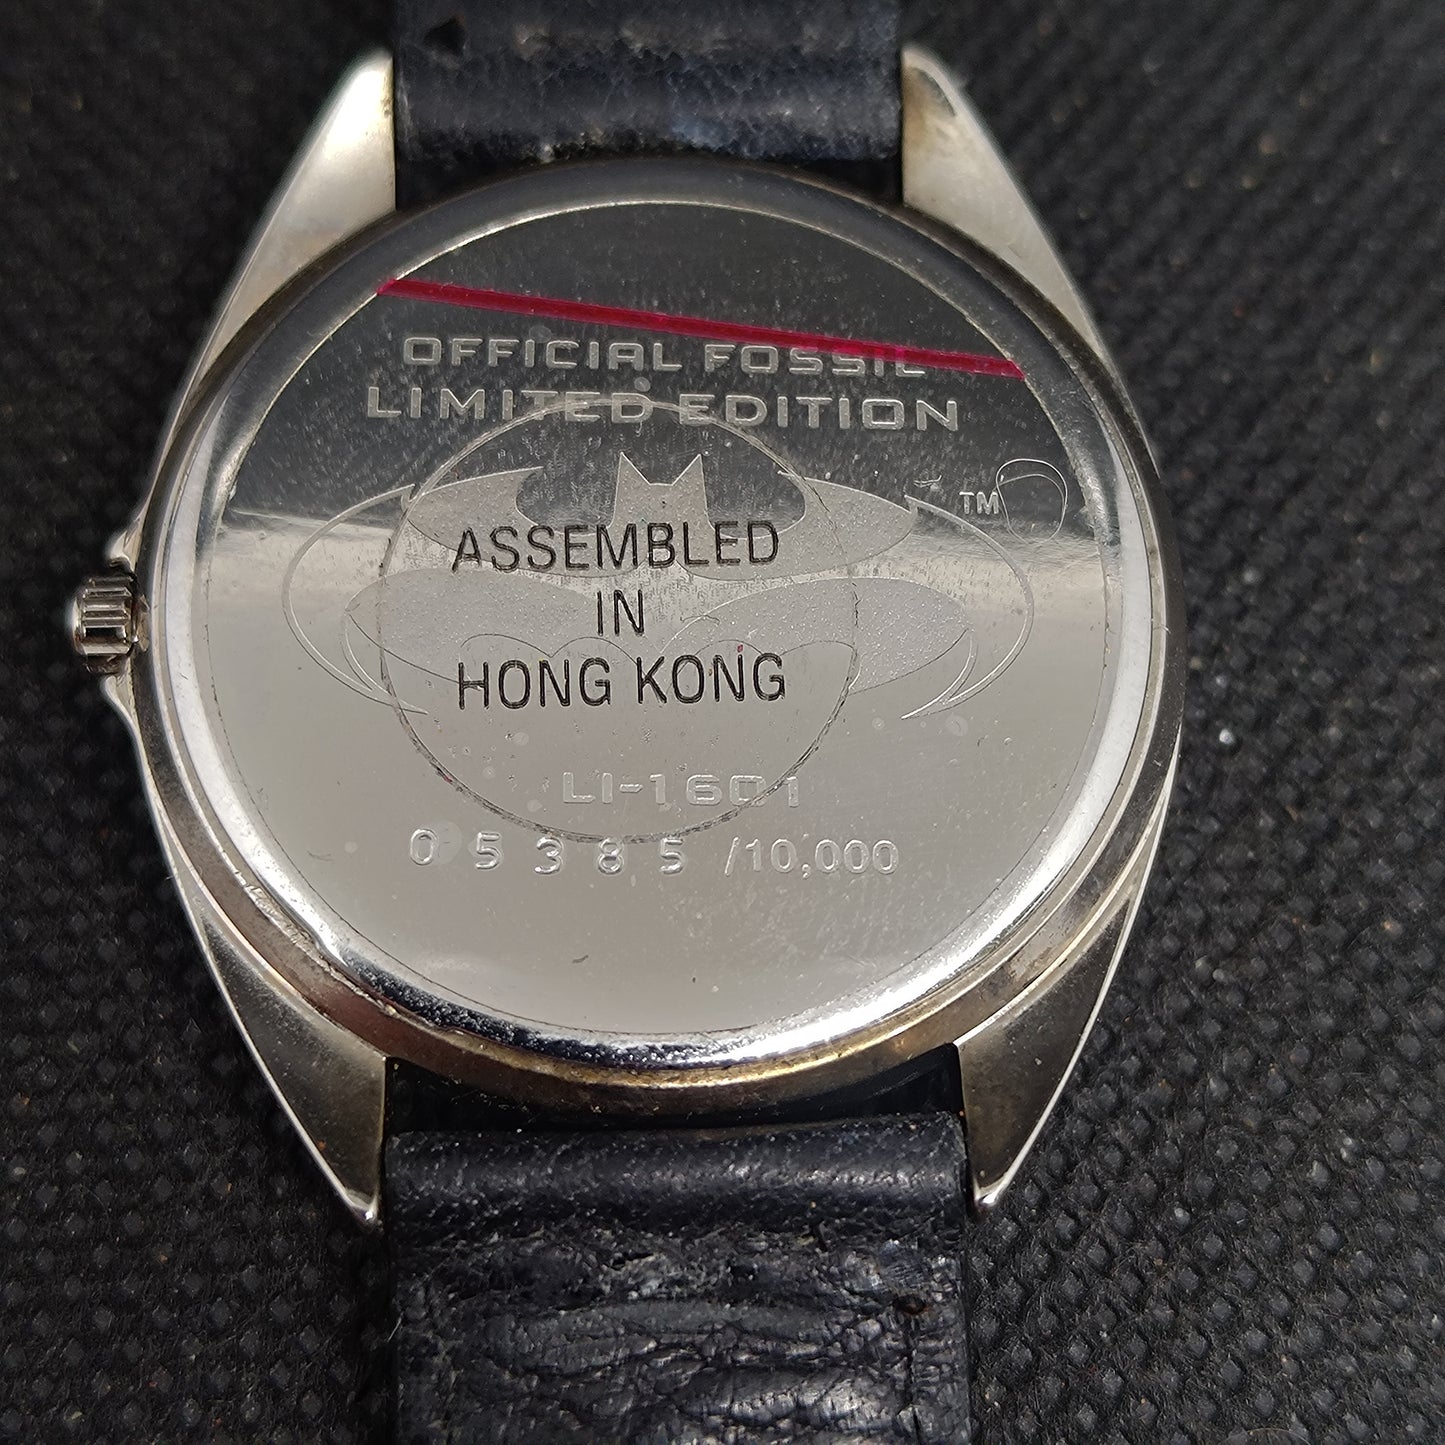 OFFICIAL FOSSIL
LIMITED EDITION
TM
ASSEMBLED
IN
HONG KONG
LI-1601
05385 /10,000